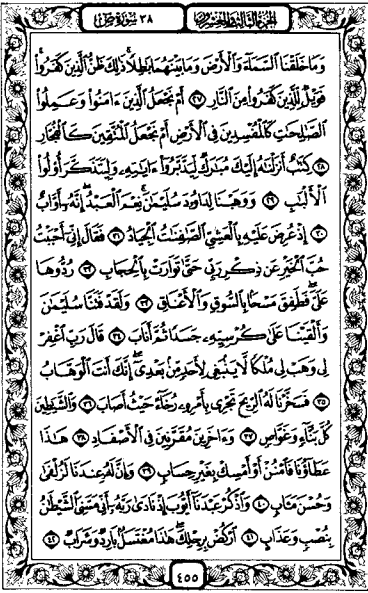 الجزء الثالث والعشرون ٣٨ سورة ص
وَمَا خَلَقْنَا ٱلسَّمَآءَ وَٱلْأَرْضَ وَمَا بَيْنَهُمَا بَٰطِلًا ۚ ذَٰلِكَ ظَنُّ ٱلَّذِينَ كَفَرُوا۟ ۚ
فَوَيْلٌ لِّلَّذِينَ كَفَرُوا۟ مِنَ ٱلنَّارِ ٢٧ أَمْ نَجْعَلُ ٱلَّذِينَ ءَامَنُوا۟ وَعَمِلُوا۟
ٱلصَّٰلِحَٰتِ كَٱلْمُفْسِدِينَ فِى ٱلْأَرْضِ أَمْ نَجْعَلُ ٱلْمُتَّقِينَ كَٱلْفُجَّارِ
٢٨ كِتَٰبٌ أَنزَلْنَٰهُ إِلَيْكَ مُبَٰرَكٌ لِّيَدَّبَّرُوٓا۟ ءَايَٰتِهِۦ وَلِيَتَذَكَّرَ أُو۟لُوا۟
ٱلْأَلْبَٰبِ ٢٩ وَوَهَبْنَا لِدَاوُۥدَ سُلَيْمَٰنَ ۚ نِعْمَ ٱلْعَبْدُ ۖ إِنَّهُۥٓ أَوَّابٌ
٣٠ إِذْ عُرِضَ عَلَيْهِ بِٱلْعَشِىِّ ٱلصَّٰفِنَٰتُ ٱلْجِيَادُ ٣١ فَقَالَ إِنِّىٓ أَحْبَبْتُ
حُبَّ ٱلْخَيْرِ عَن ذِكْرِ رَبِّى حَتَّىٰ تَوَارَتْ بِٱلْحِجَابِ ٣٢ رُدُّوهَا
عَلَىَّ ۖ فَطَفِقَ مَسْحًۢا بِٱلسُّوقِ وَٱلْأَعْنَاقِ ٣٣ وَلَقَدْ فَتَنَّا سُلَيْمَٰنَ
وَأَلْقَيْنَا عَلَىٰ كُرْسِيِّهِۦ جَسَدًا ثُمَّ أَنَابَ ٣٤ قَالَ رَبِّ ٱغْفِرْ
لِى وَهَبْ لِى مُلْكًا لَّا يَنۢبَغِى لِأَحَدٍ مِّنۢ بَعْدِىٓ ۖ إِنَّكَ أَنتَ ٱلْوَهَّابُ
٣٥ فَسَخَّرْنَا لَهُ ٱلرِّيحَ تَجْرِى بِأَمْرِهِۦ رُخَآءً حَيْثُ أَصَابَ ٣٦ وَٱلشَّيَٰطِينَ
كُلَّ بَنَّآءٍ وَغَوَّاصٍ ٣٧ وَءَاخَرِينَ مُقَرَّنِينَ فِى ٱلْأَصْفَادِ ٣٨ هَٰذَا
عَطَآؤُنَا فَٱمْنُنْ أَوْ أَمْسِكْ بِغَيْرِ حِسَابٍ ٣٩ وَإِنَّ لَهُۥ عِندَنَا لَزُلْفَىٰ
وَحُسْنَ مَـَٔابٍ ٤٠ وَٱذْكُرْ عَبْدَنَآ أَيُّوبَ إِذْ نَادَىٰ رَبَّهُۥٓ أَنِّى مَسَّنِىَ ٱلشَّيْطَٰنُ
بِنُصْبٍ وَعَذَابٍ ٤١ ٱرْكُضْ بِرِجْلِكَ ۖ هَٰذَا مُغْتَسَلٌۢ بَارِدٌ وَشَرَابٌ ٤٢
٤٥٥